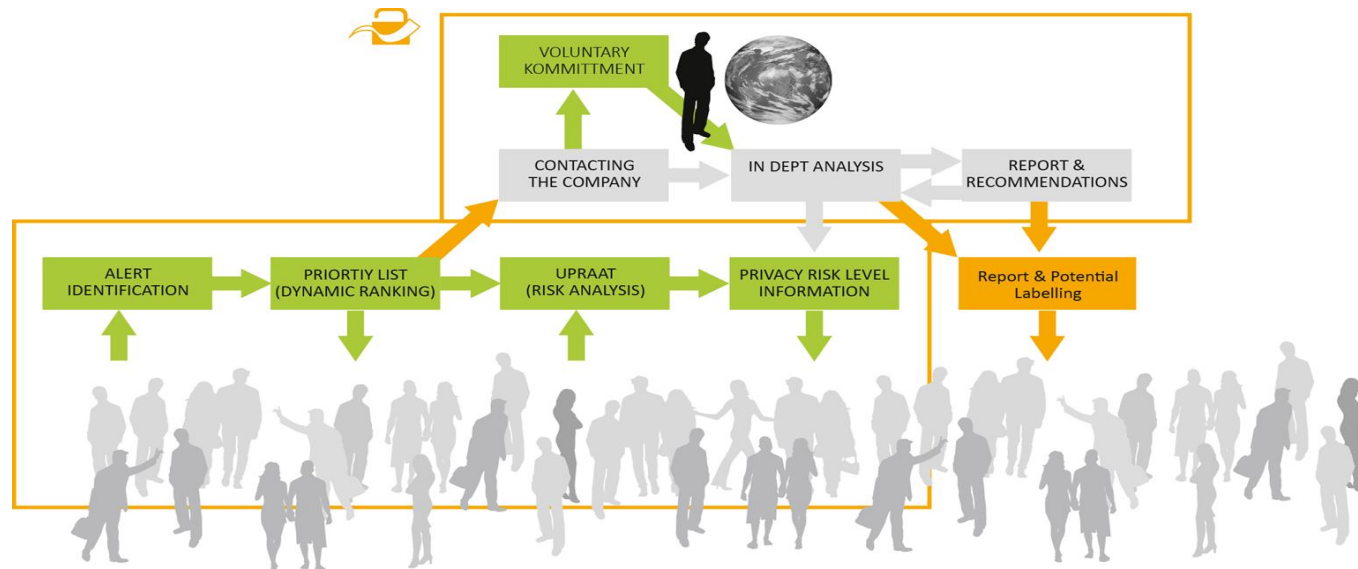 VOLUNTARY
KOMMITTMENT
CONTACTING
THE COMPANY
IN DEPT ANALYSIS
REPORT &
RECOMMENDATIONS
ALERT
IDENTIFICATION
PRIORTIY LIST
(DYNAMIC RANKING)
UPRAAT
(RISK ANALYSIS)
PRIVACY RISK LEVEL
INFORMATION
Report & Potential
Labelling